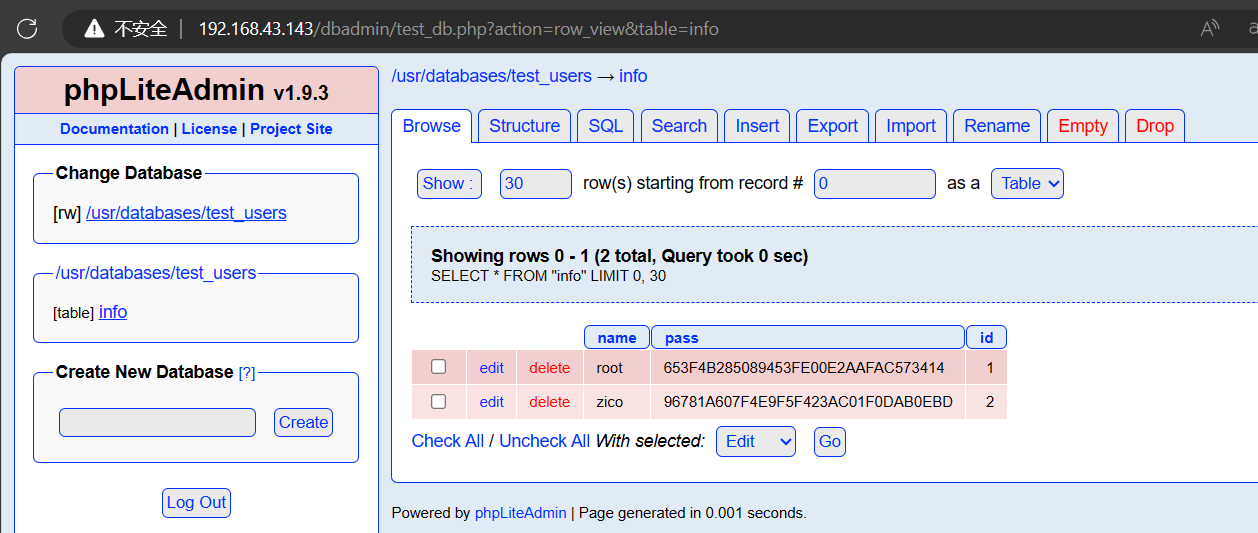 不安全 | 192.168.43.143/dbadmin/test_db.php?action=row_view&table=info
phpLiteAdmin v1.9.3
Documentation | License | Project Site
Change Database
[rw] /usr/databases/test_users
/usr/databases/test_users
[table] info
Create New Database [?]
Create
Log Out
/usr/databases/test_users → info
Browse Structure SQL Search Insert Export Import Rename Empty Drop
Show : 30 row(s) starting from record # 0 as a Table
Showing rows 0 - 1 (2 total, Query took 0 sec)
SELECT * FROM "info" LIMIT 0, 30
name pass id
edit delete root 653F4B285089453FE00E2AAFAC573414 1
edit delete zico 96781A607F4E9F5F423AC01F0DAB0EBD 2
Check All / Uncheck All With selected: Edit Go
Powered by phpLiteAdmin | Page generated in 0.001 seconds.